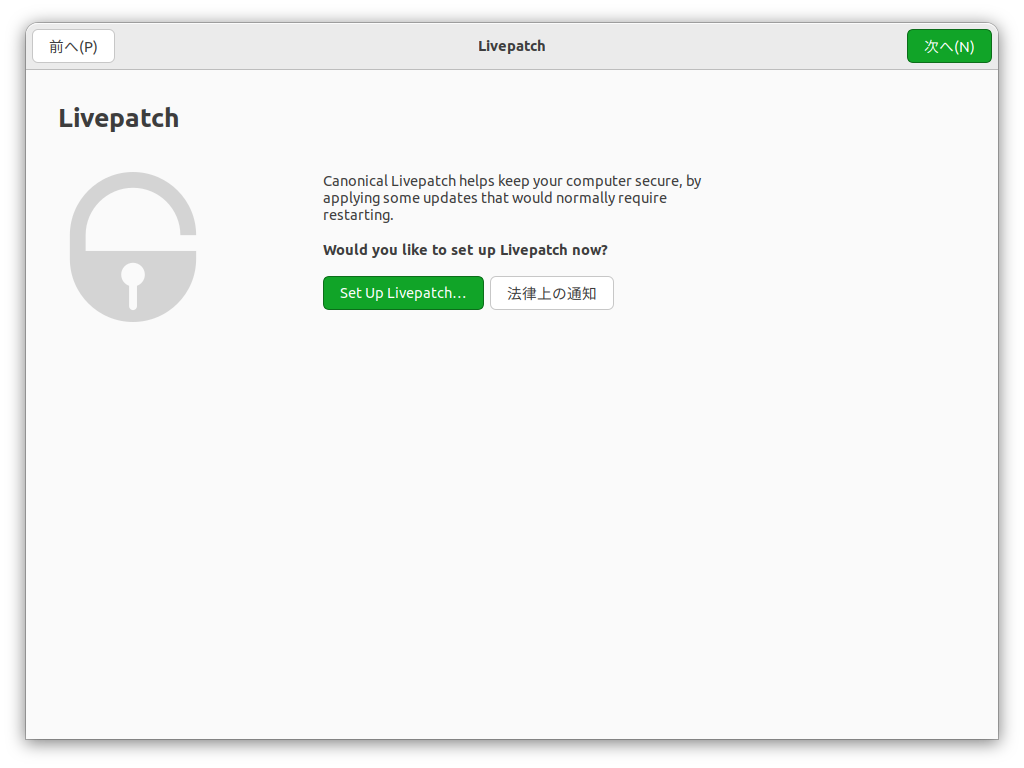 前へ(P)
Livepatch
次へ(N)
Livepatch
Canonical Livepatch helps keep your computer secure, by
applying some updates that would normally require
restarting.
Would you like to set up Livepatch now?
Set Up Livepatch…
法律上の通知